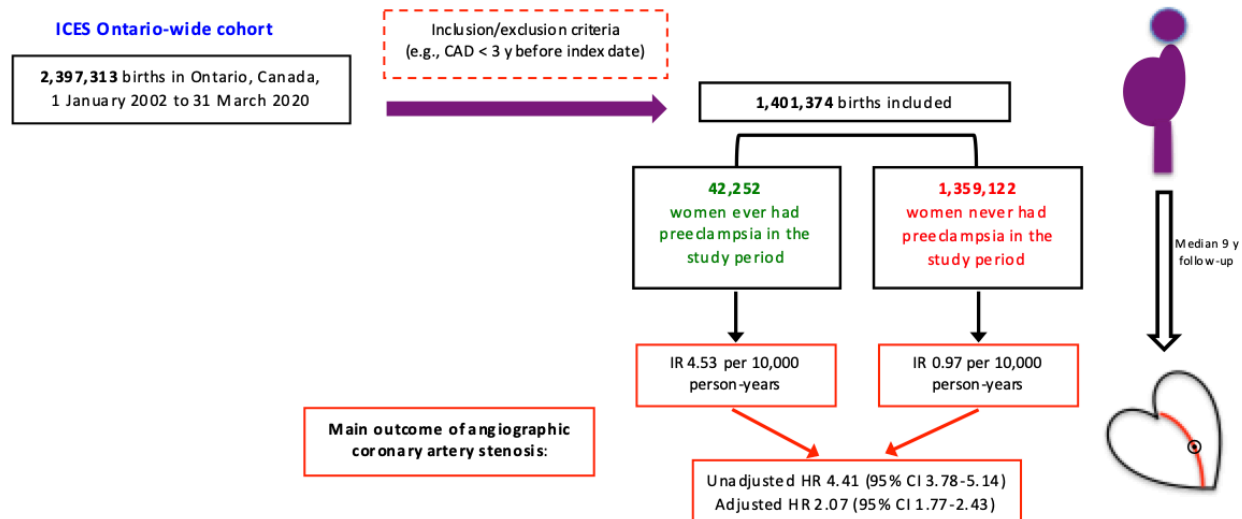 ICES Ontario-wide cohort
2,397,313 births in Ontario, Canada,
1 January 2002 to 31 March 2020
Inclusion/exclusion criteria
(e.g., CAD < 3 y before index date)
1,401,374 births included
42,252
women ever had
preeclampsia in the
study period
1,359,122
women never had
preeclampsia in the
study period
Median 9 y
follow-up
IR 4.53 per 10,000
person-years
IR 0.97 per 10,000
person-years
Main outcome of angiographic
coronary artery stenosis:
Unadjusted HR 4.41 (95% CI 3.78-5.14)
Adjusted HR 2.07 (95% CI 1.77-2.43)